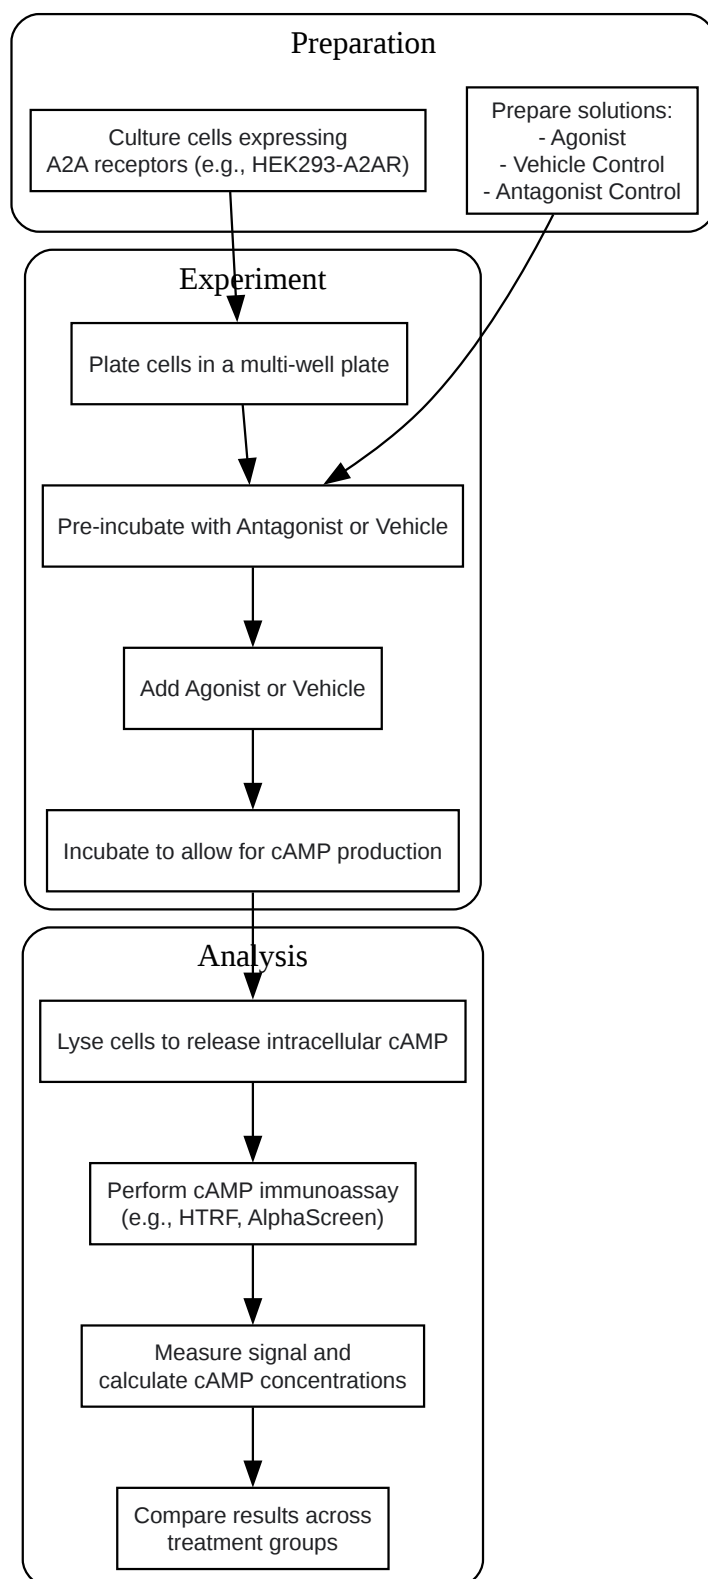 Preparation
Culture cells expressing
A2A receptors (e.g., HEK293-A2AR)
Prepare solutions:
- Agonist
- Vehicle Control
- Antagonist Control
Experiment
Plate cells in a multi-well plate
Pre-incubate with Antagonist or Vehicle
Add Agonist or Vehicle
Incubate to allow for cAMP production
Analysis
Lyse cells to release intracellular cAMP
Perform cAMP immunoassay
(e.g., HTRF, AlphaScreen)
Measure signal and
calculate cAMP concentrations
Compare results across
treatment groups